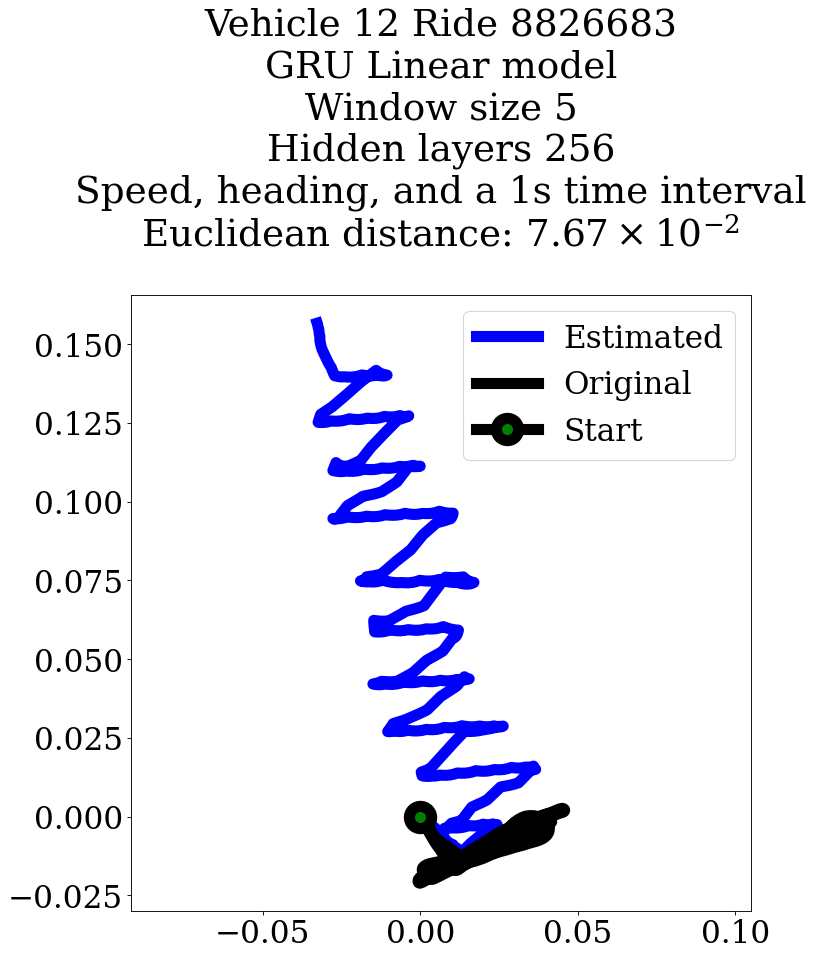 Vehicle 12 Ride 8826683
GRU Linear model
Window size 5
Hidden layers 256
Speed, heading, and a 1s time interval
Euclidean distance: 7.67 × 10⁻²
Estimated
Original
Start
0.150
0.125
0.100
0.075
0.050
0.025
0.000
−0.025
−0.05 0.00 0.05 0.10